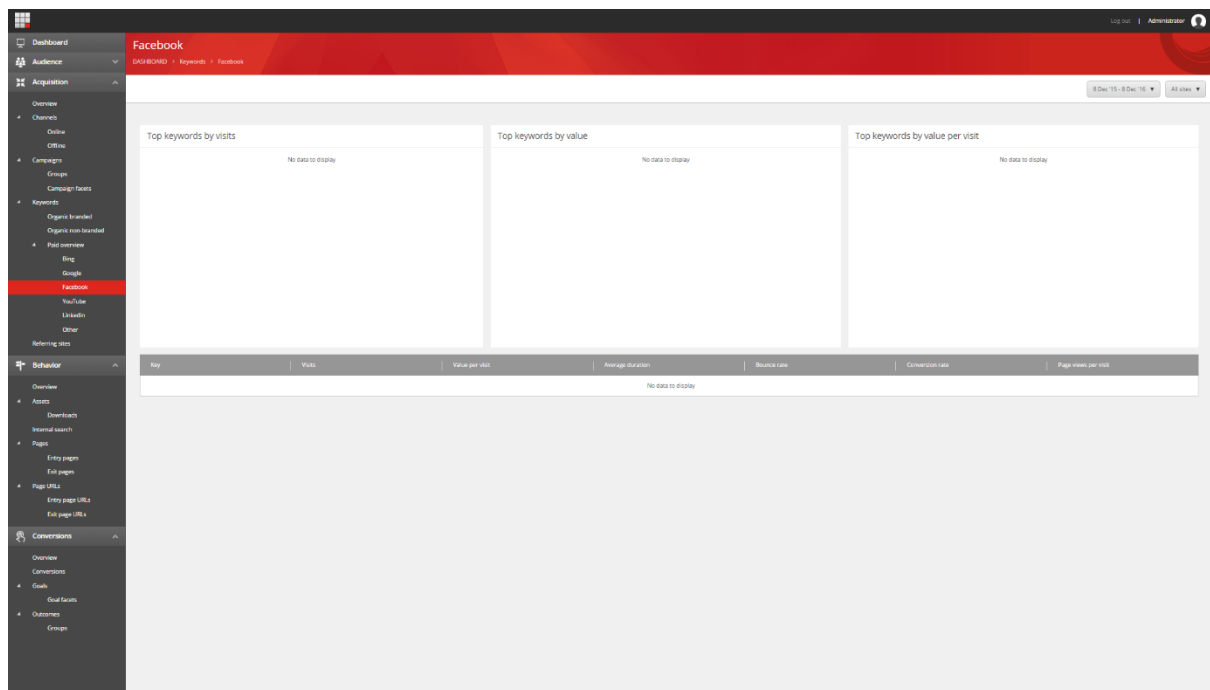 Log out | Administrator
Dashboard
Audience
Acquisition
Overview
Channels
Online
Offline
Campaigns
Groups
Campaign facets
Keywords
Organic branded
Organic non-branded
Paid overview
Bing
Google
Facebook
YouTube
LinkedIn
Other
Referring sites
Behavior
Overview
Assets
Downloads
Internal search
Pages
Entry pages
Exit pages
Page URLs
Entry page URLs
Exit page URLs
Conversions
Overview
Conversions
Goals
Goal facets
Outcomes
Groups
Facebook
DASHBOARD > Keywords > Facebook
8 Dec '15 - 8 Dec '16 All sites
Top keywords by visits
No data to display
Top keywords by value
No data to display
Top keywords by value per visit
No data to display
Key Visits Value per visit Average duration Bounce rate Conversion rate Page views per visit
No data to display